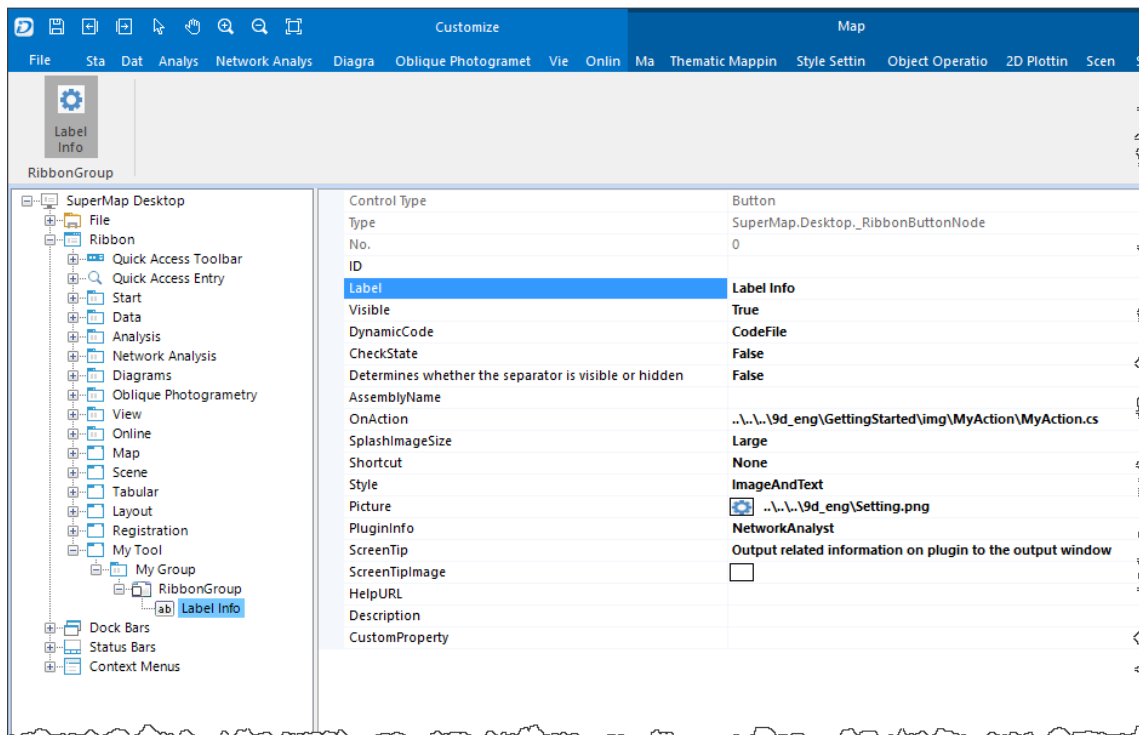 Customize Map
File Sta Dat Analys Network Analys Diagra Oblique Photogramet Vie Onlin Ma Thematic Mappin Style Settin Object Operatio 2D Plottin Scen
Label
Info
RibbonGroup
SuperMap Desktop
File
Ribbon
Quick Access Toolbar
Quick Access Entry
Start
Data
Analysis
Network Analysis
Diagrams
Oblique Photogrametry
View
Online
Map
Scene
Tabular
Layout
Registration
My Tool
My Group
RibbonGroup
ab Label Info
Dock Bars
Status Bars
Context Menus
Control Type Button
Type SuperMap.Desktop._RibbonButtonNode
No. 0
ID
Label Label Info
Visible True
DynamicCode CodeFile
CheckState False
Determines whether the separator is visible or hidden False
AssemblyName
OnAction ..\..\..\9d_eng\GettingStarted\img\MyAction\MyAction.cs
SplashImageSize Large
Shortcut None
Style ImageAndText
Picture ..\..\..\9d_eng\Setting.png
PluginInfo NetworkAnalyst
ScreenTip Output related information on plugin to the output window
ScreenTipImage
HelpURL
Description
CustomProperty